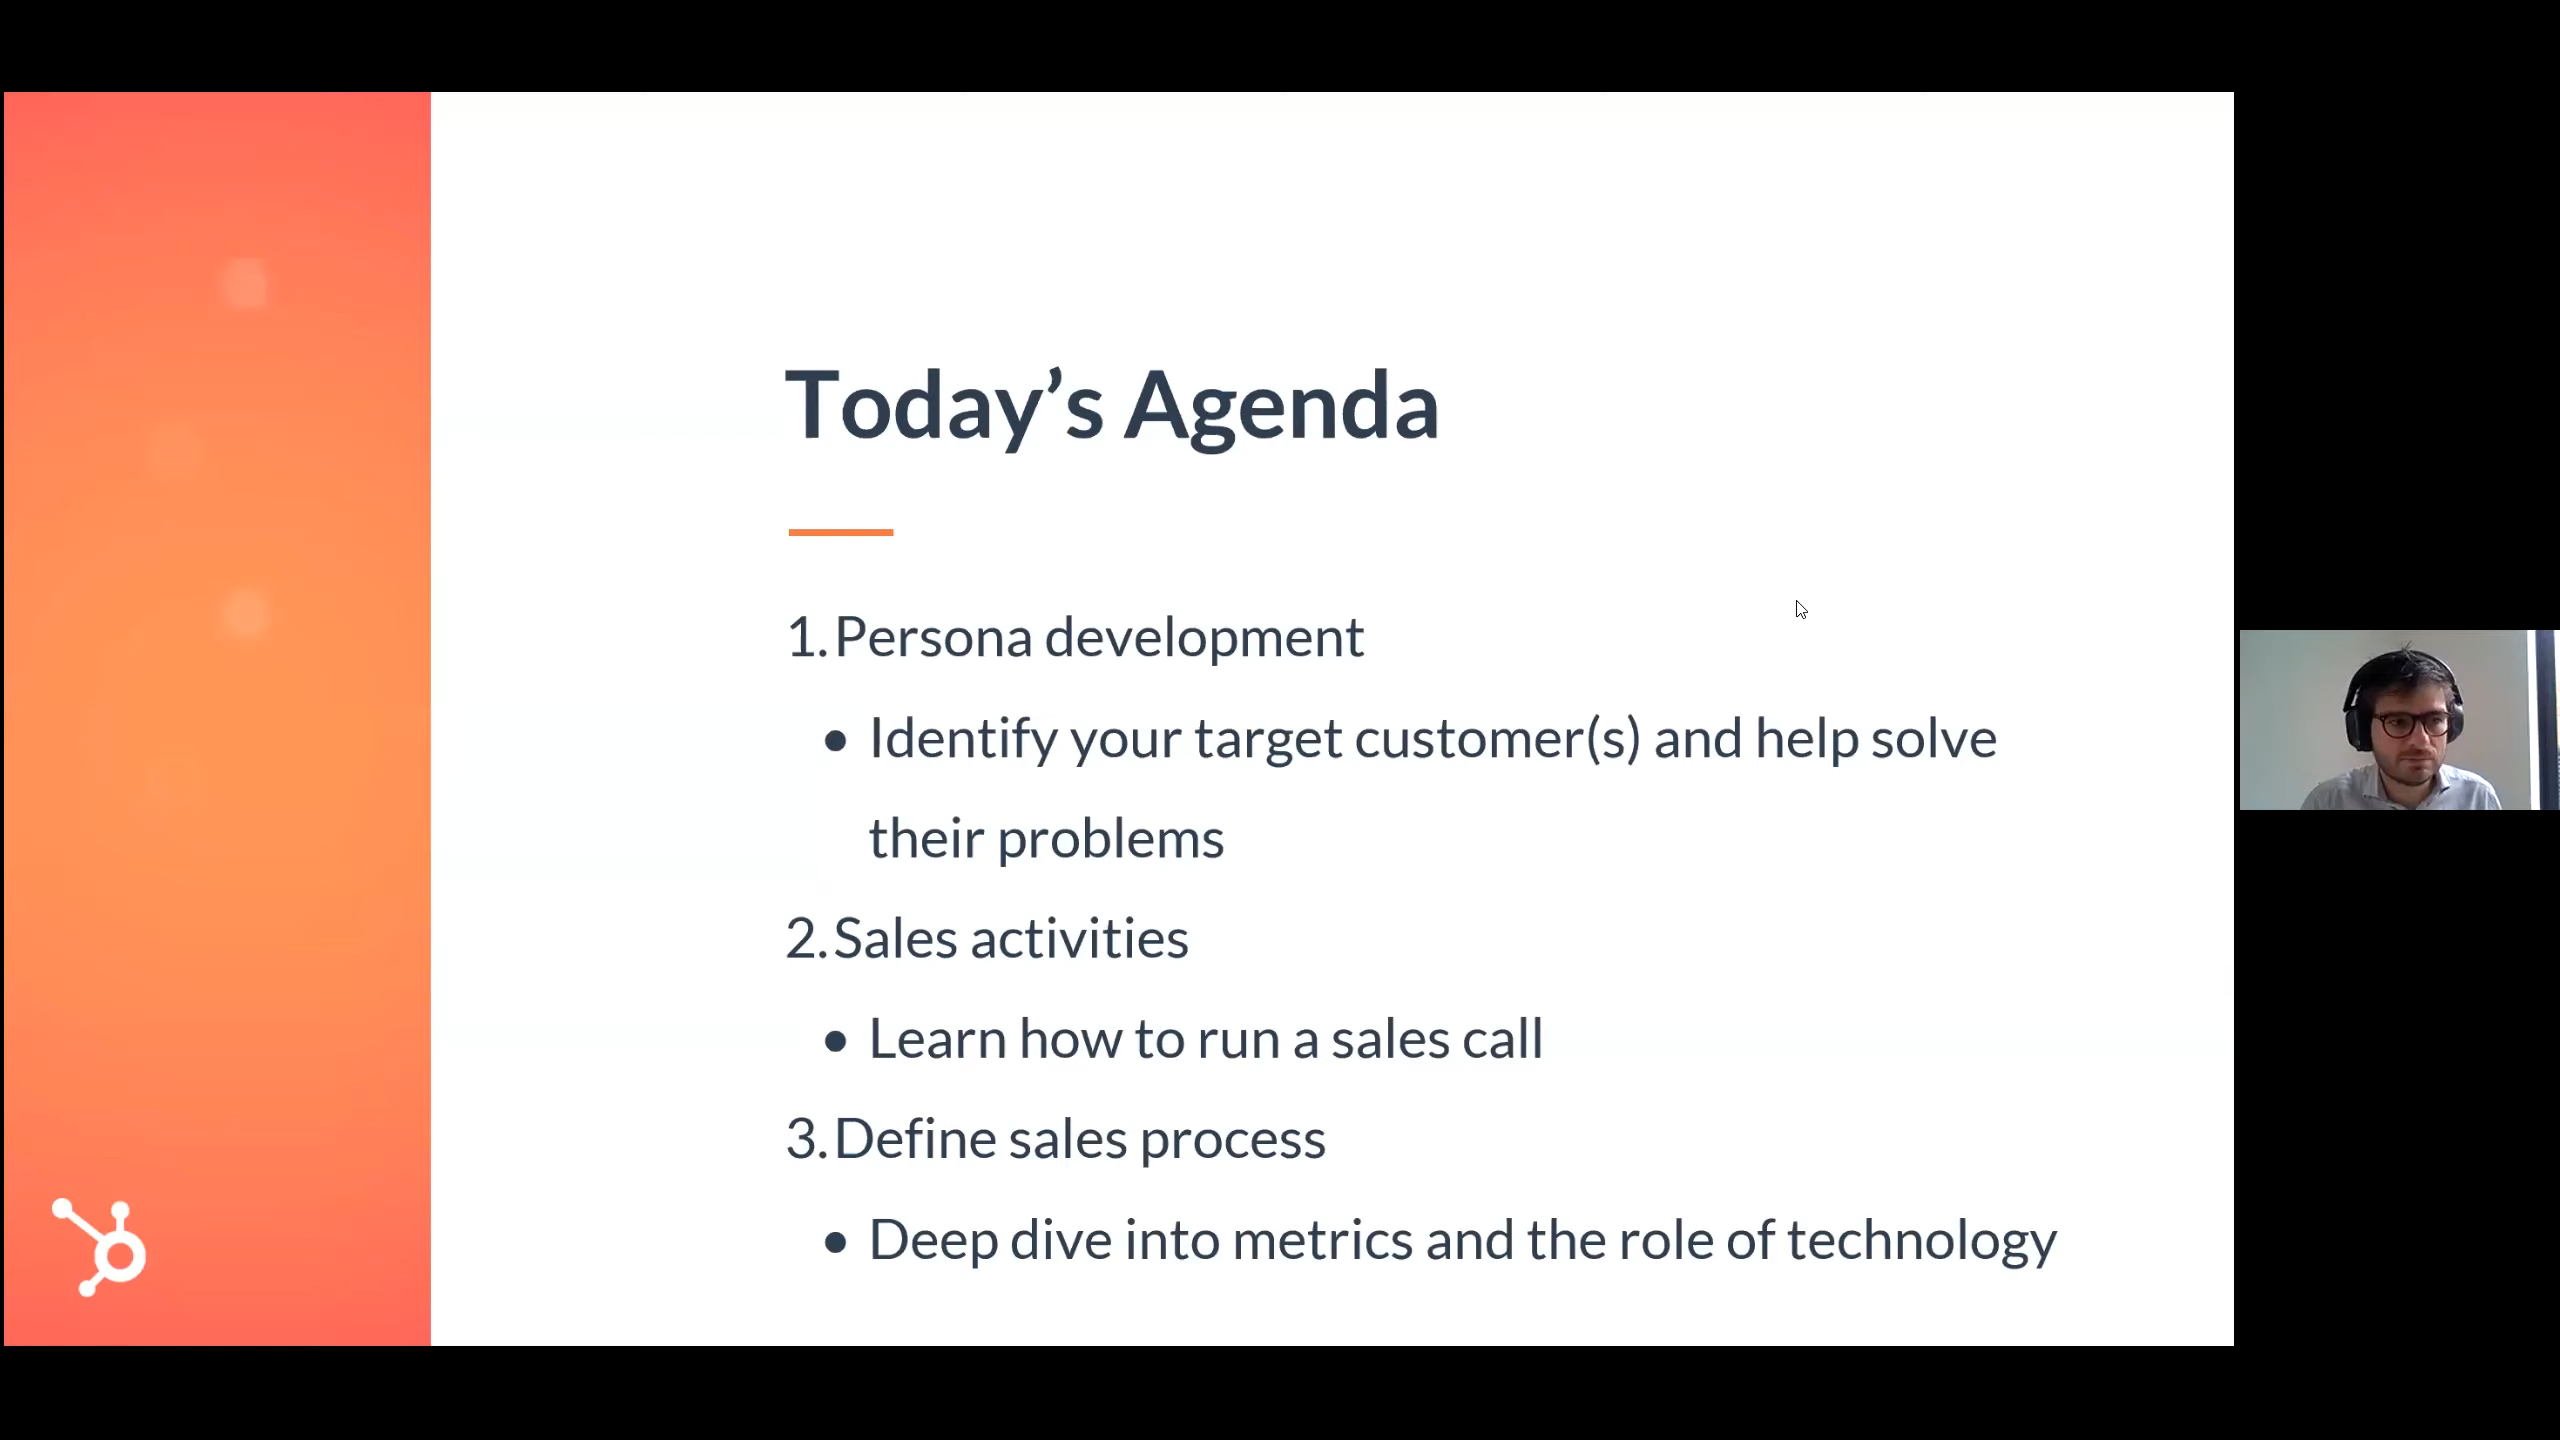 Today’s Agenda
1. Persona development
● Identify your target customer(s) and help solve
their problems
2. Sales activities
● Learn how to run a sales call
3. Define sales process
● Deep dive into metrics and the role of technology